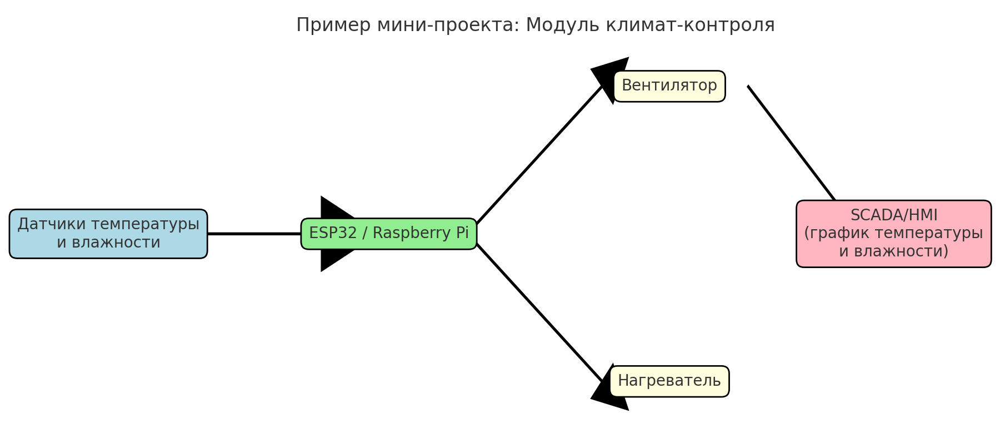 Пример мини-проекта: Модуль климат-контроля
Вентилятор
Датчики температуры
и влажности
ESP32 / Raspberry Pi
SCADA/HMI
(график температуры
и влажности)
Нагреватель